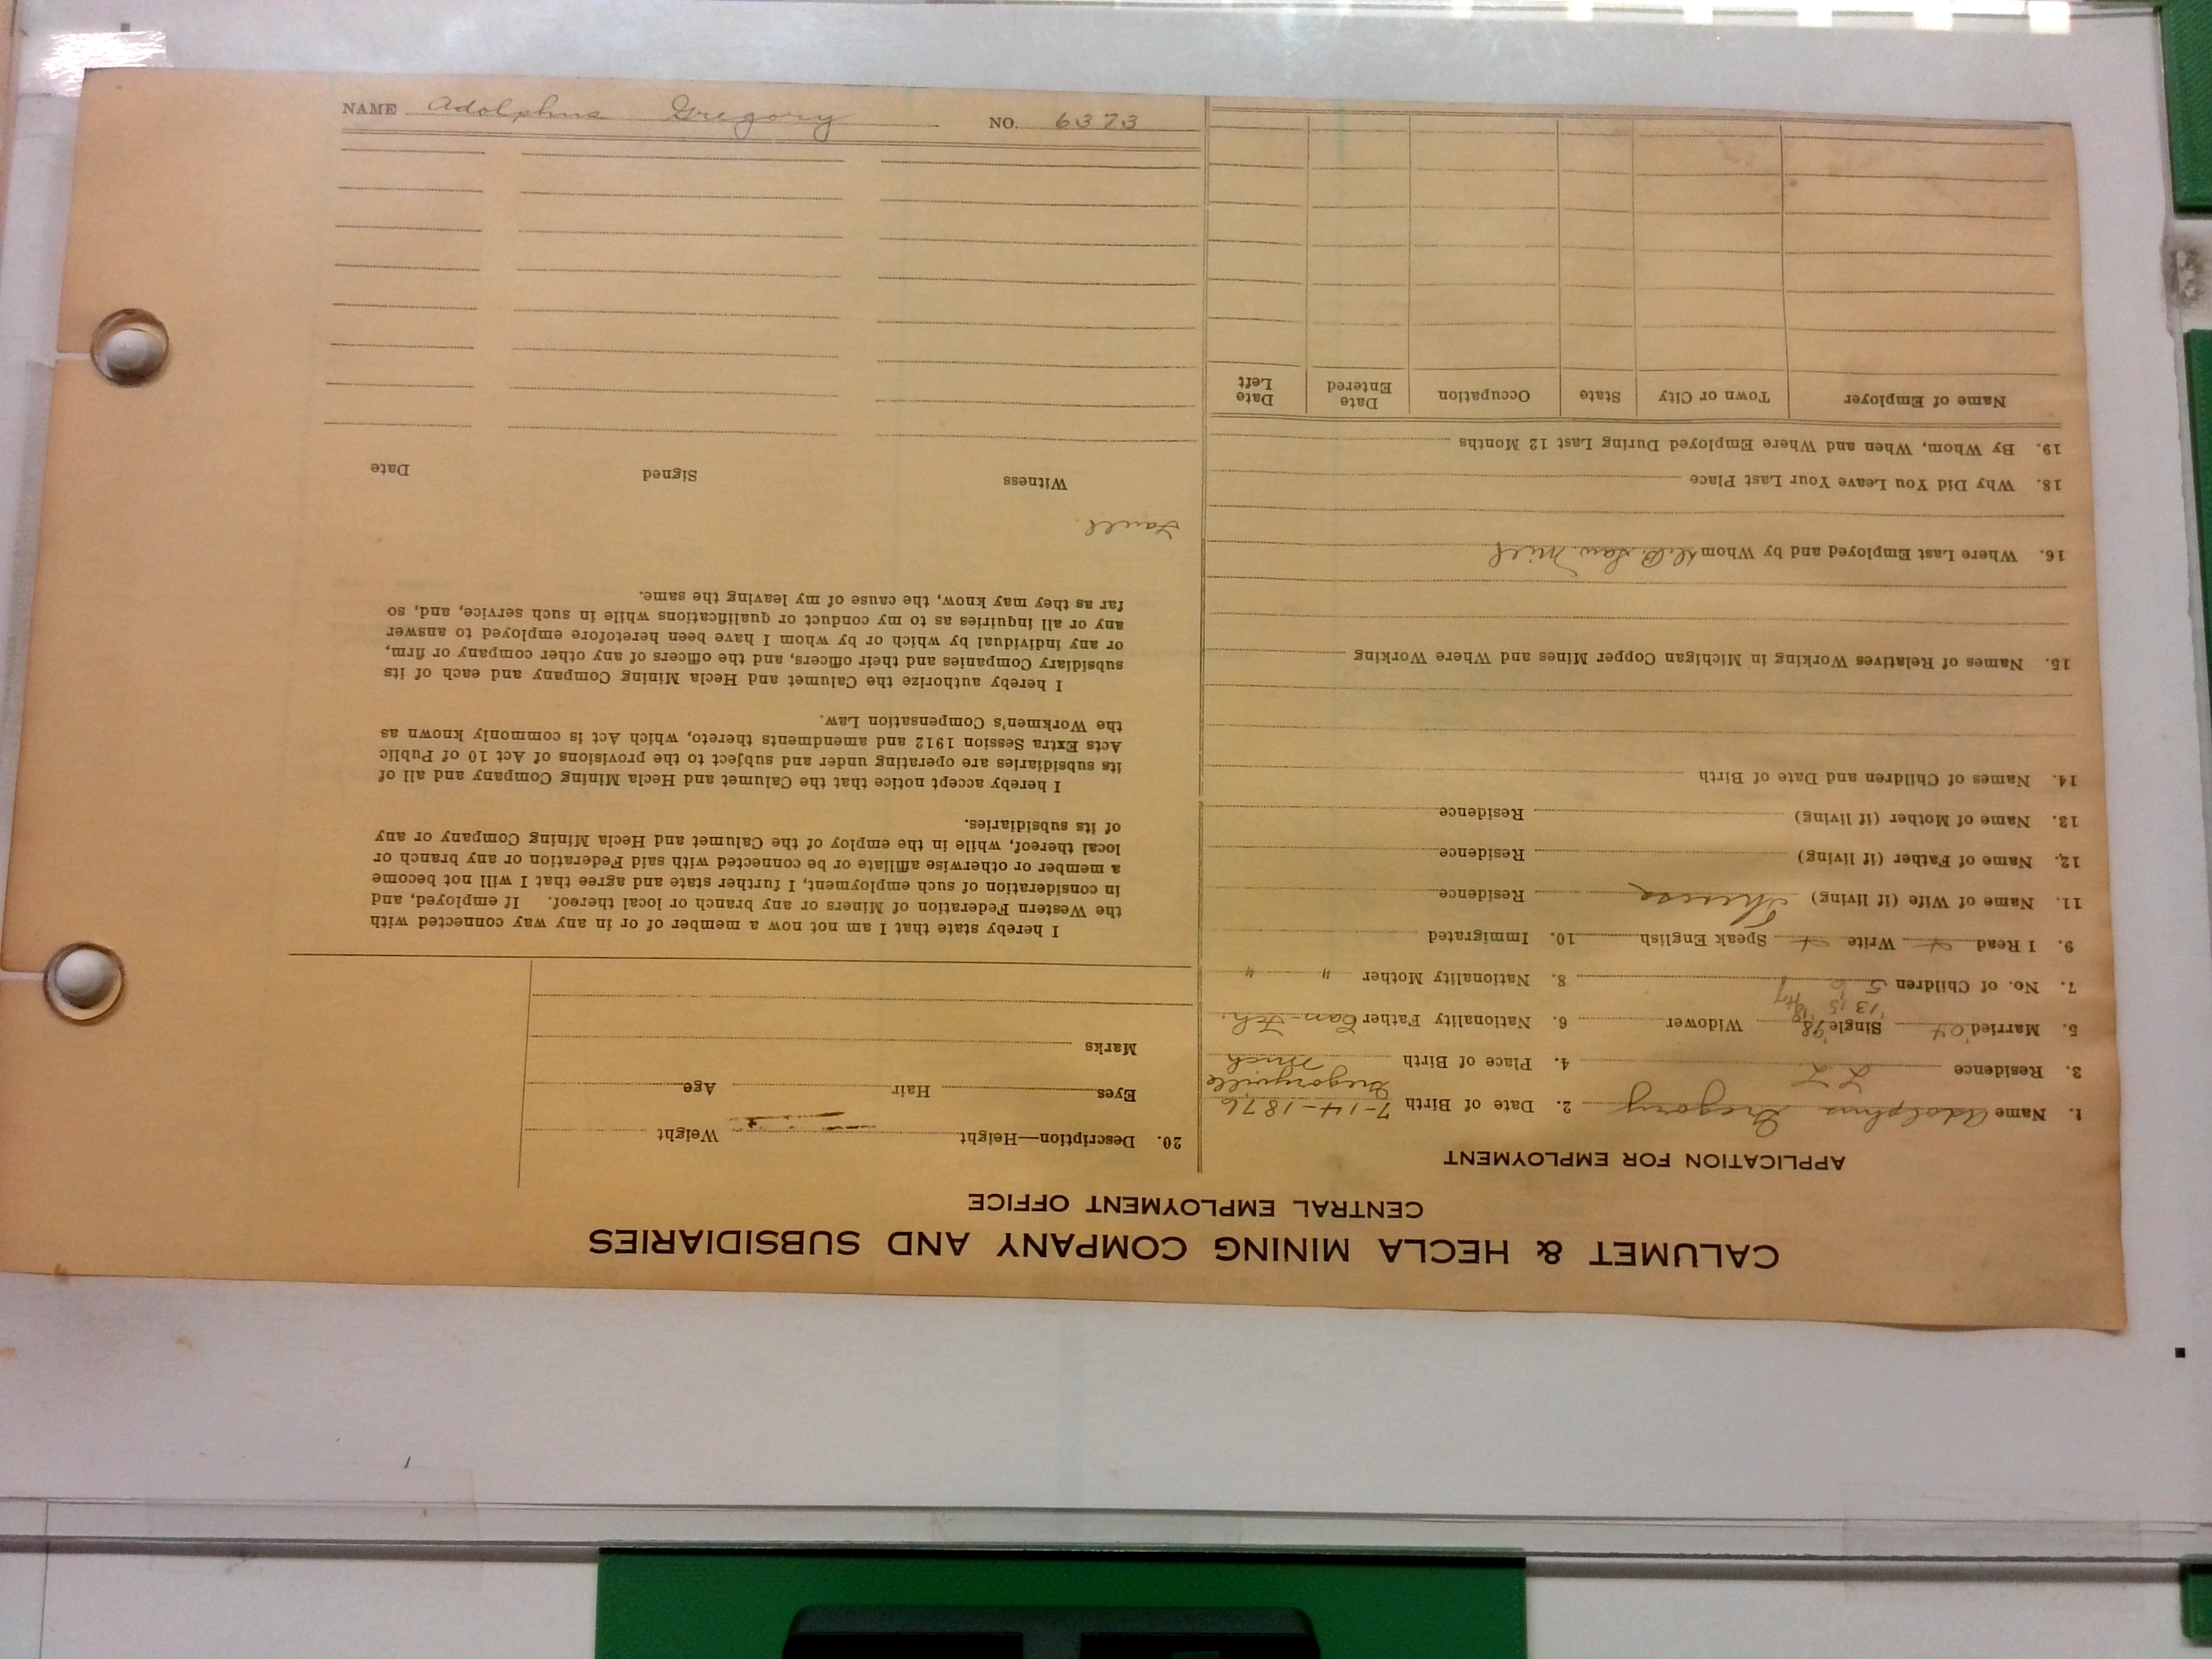 CALUMET & HECLA MINING COMPANY AND SUBSIDIARIES
CENTRAL EMPLOYMENT OFFICE
APPLICATION FOR EMPLOYMENT
1. Name Adolphus Gregory 2. Date of Birth 7-14-1876
3. Residence L L 4. Place of Birth Gregoryville Mich
5. Married '04 Single '98 Widower 6. Nationality Father Can-Fch.
'13 '15 '18
7. No. of Children 5 6 7 8. Nationality Mother " "
9. I Read Write Speak English 10. Immigrated
11. Name of Wife (if living) Theresa Residence
12. Name of Father (if living) Residence
13. Name of Mother (if living) Residence
14. Names of Children and Date of Birth
15. Names of Relatives Working in Michigan Copper Mines and Where Working
16. Where Last Employed and by Whom Saw Mill
18. Why Did You Leave Your Last Place
19. By Whom, When and Where Employed During Last 12 Months
Name of Employer Town or City State Occupation Date Entered Date Left
20. Description—Height Weight
Eyes Hair Age
Marks
I hereby state that I am not now a member of or in any way connected with
the Western Federation of Miners or any branch or local thereof. If employed, and
in consideration of such employment, I further state and agree that I will not become
a member or otherwise affiliate or be connected with said Federation or any branch or
local thereof, while in the employ of the Calumet and Hecla Mining Company or any
of its subsidiaries.
I hereby accept notice that the Calumet and Hecla Mining Company and all of
its subsidiaries are operating under and subject to the provisions of Act 10 of Public
Acts Extra Session 1912 and amendments thereto, which Act is commonly known as
the Workmen's Compensation Law.
I hereby authorize the Calumet and Hecla Mining Company and each of its
subsidiary Companies and their officers, and the officers of any other company or firm,
or any individual by which or by whom I have been heretofore employed to answer
any or all inquiries as to my conduct or qualifications while in such service, and, so
far as they may know, the cause of my leaving the same.
Witness Signed Date
NAME Adolphus Gregory NO. 6373